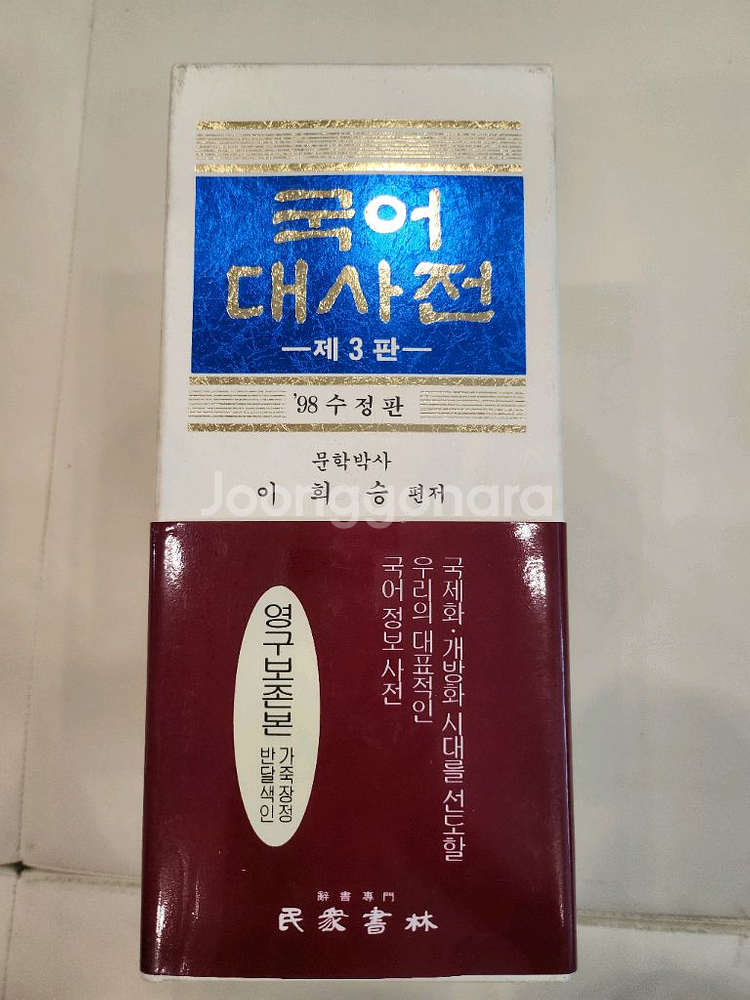 국어
대사전
제3판
'98 수정판
문학박사
이희승 편저
Joonggonara
국제화·개방화 시대를 선도할
우리의 대표적인
국어 정보 사전
영구보존본
가죽장정
반달색인
辭書專門
民衆書林